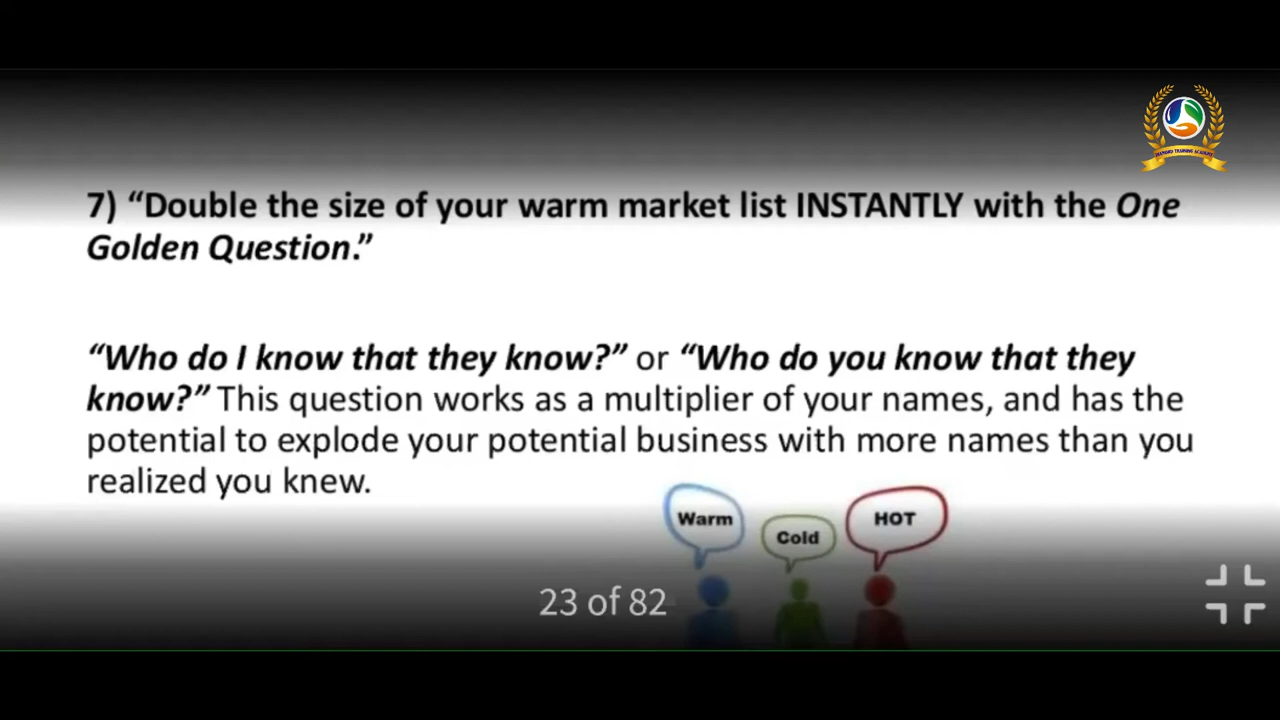 7) “Double the size of your warm market list INSTANTLY with the One
Golden Question.”
“Who do I know that they know?” or “Who do you know that they
know?” This question works as a multiplier of your names, and has the
potential to explode your potential business with more names than you
realized you knew.
Warm
Cold
HOT
23 of 82